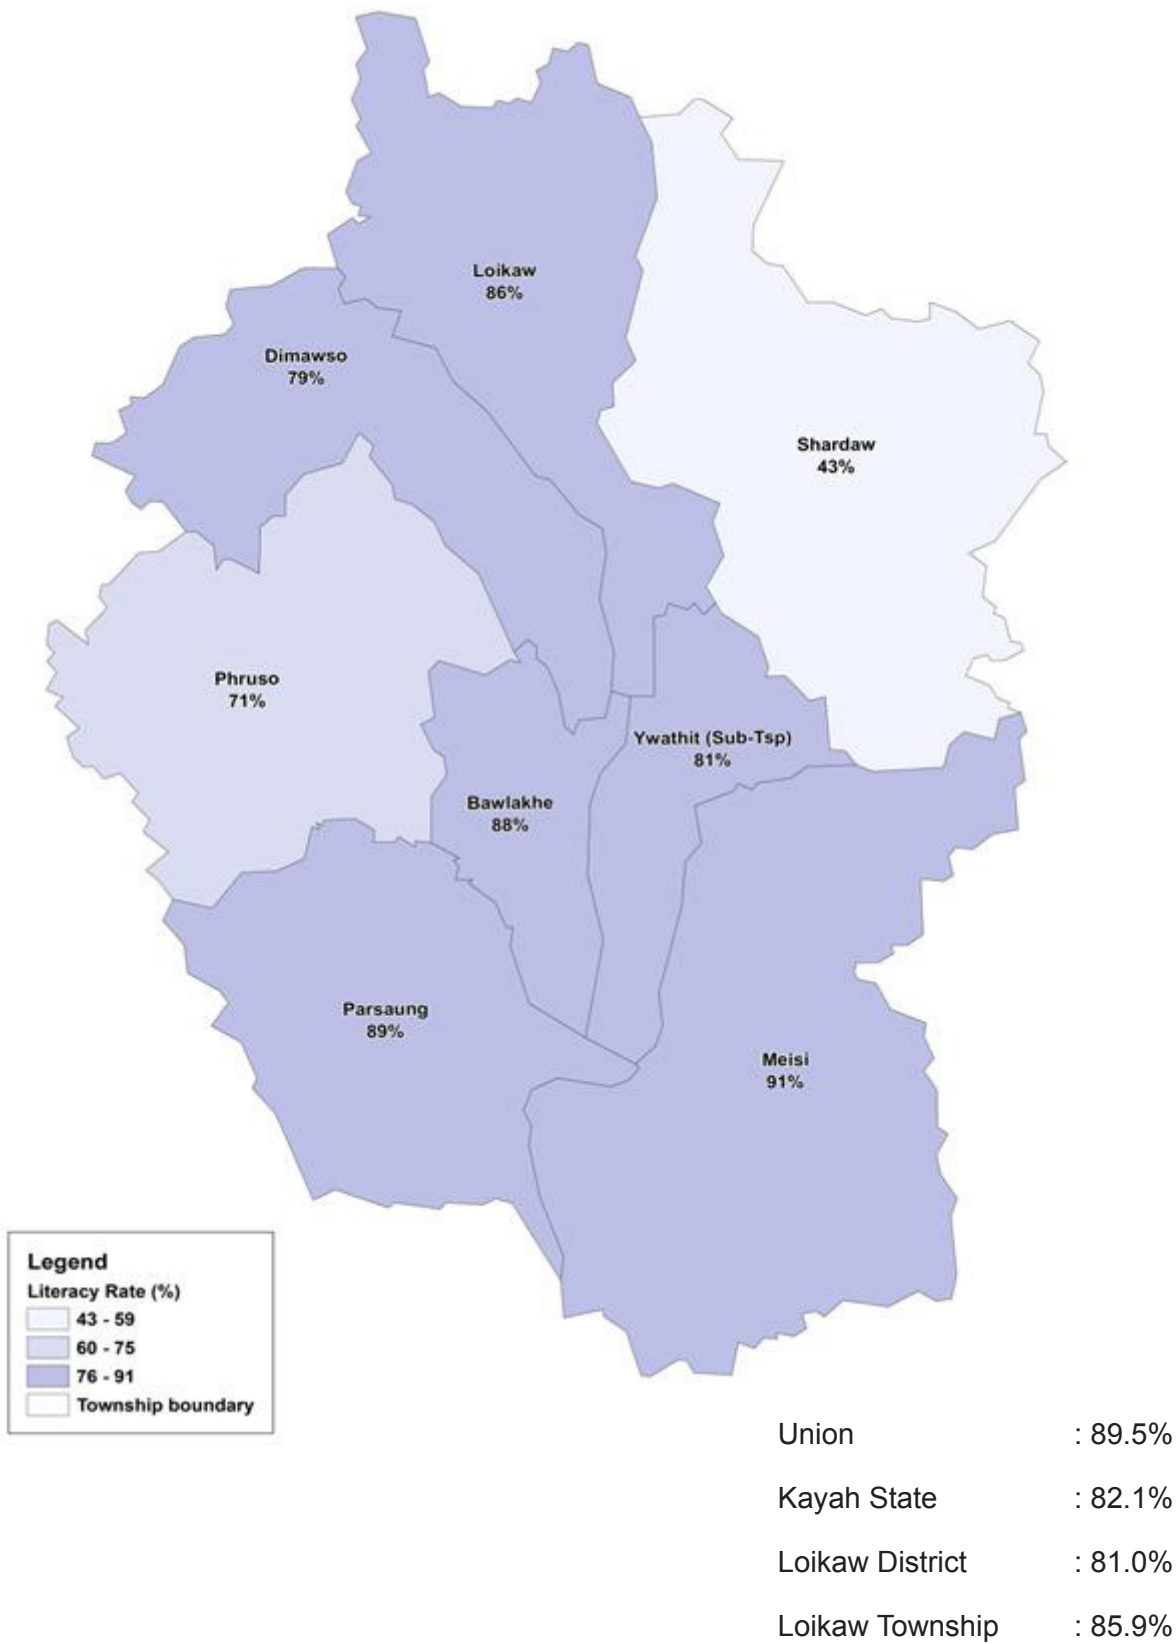 Loikaw
86%
Dimawso
79%
Shardaw
43%
Phruso
71%
Ywathit (Sub-Tsp)
81%
Bawlakhe
88%
Parsaung
89%
Meisi
91%
Legend
Literacy Rate (%)
43 - 59
60 - 75
76 - 91
Township boundary
Union : 89.5%
Kayah State : 82.1%
Loikaw District : 81.0%
Loikaw Township : 85.9%